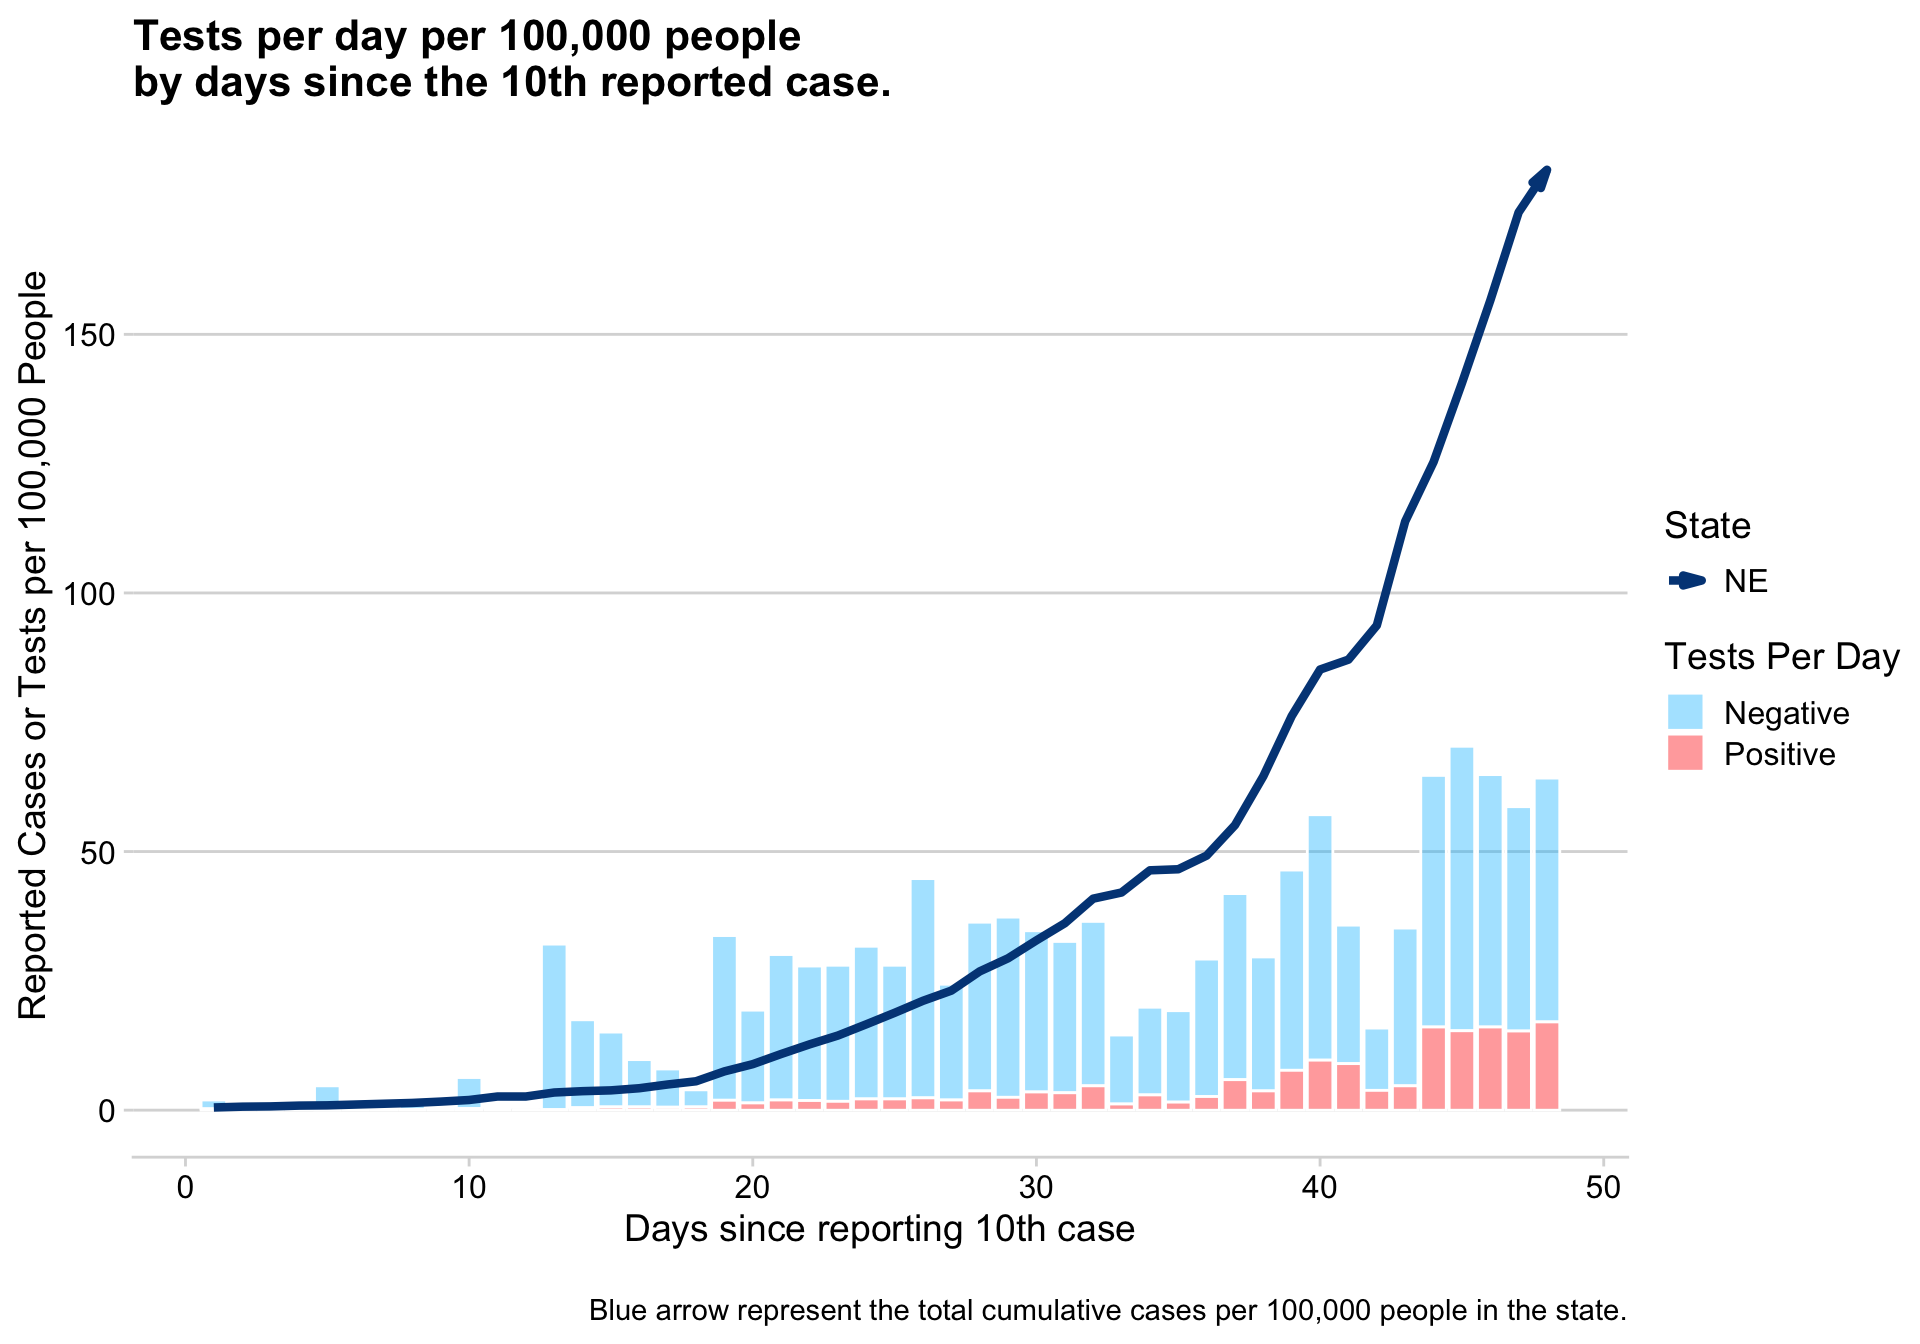 Tests per day per 100,000 people
by days since the 10th reported case.
Reported Cases or Tests per 100,000 People
150
100
50
0
0 10 20 30 40 50
Days since reporting 10th case
State
NE
Tests Per Day
Negative
Positive
Blue arrow represent the total cumulative cases per 100,000 people in the state.